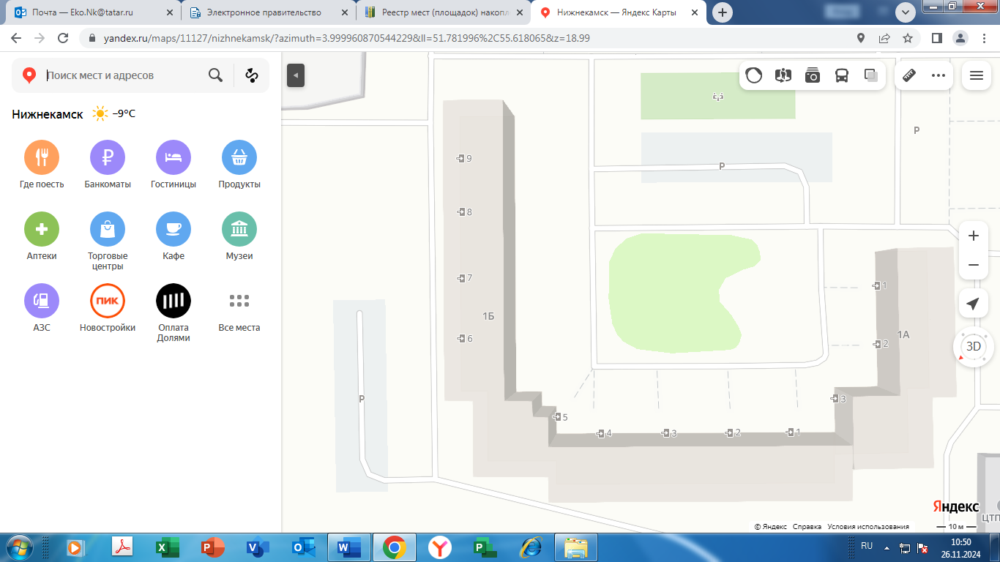 Почта — Eko.Nk@tatar.ru
Электронное правительство
Реестр мест (площадок) накопл
Нижнекамск — Яндекс Карты
yandex.ru/maps/11127/nizhnekamsk/?azimuth=3.999960870544229&ll=51.781996%2C55.618065&z=18.99
Поиск мест и адресов
Нижнекамск -9°C
Где поесть
Банкоматы
Гостиницы
Продукты
Аптеки
Торговые
центры
Кафе
Музеи
АЗС
ПИК
Новостройки
Оплата
Долями
Все места
P
P
9
8
7
1Б
6
P
5
4
3
2
1
1
2
1А
3
3D
Яндекс
ЦТП
© Яндекс Справка Условия использования
10 м
RU
10:50
26.11.2024